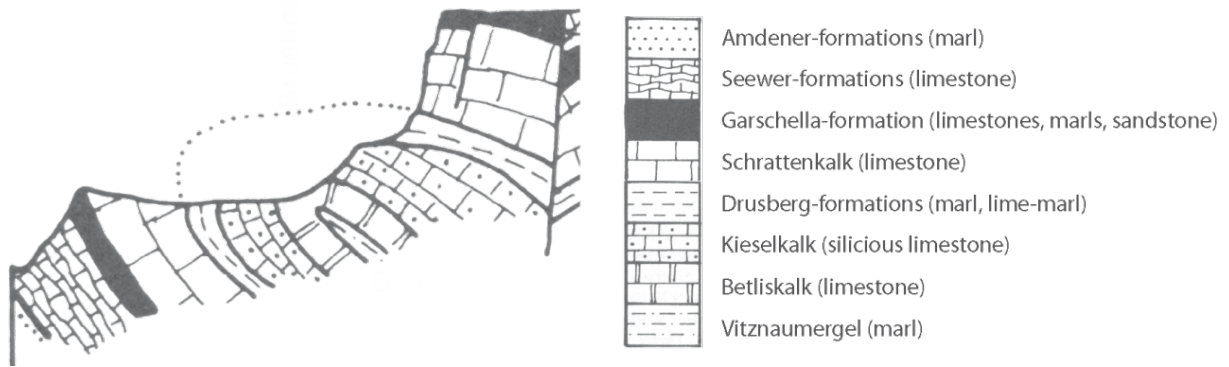 Amdener-formations (marl)
Seewer-formations (limestone)
Garschella-formation (limestones, marls, sandstone)
Schrattenkalk (limestone)
Drusberg-formations (marl, lime-marl)
Kieselkalk (silicious limestone)
Betliskalk (limestone)
Vitznaumergel (marl)